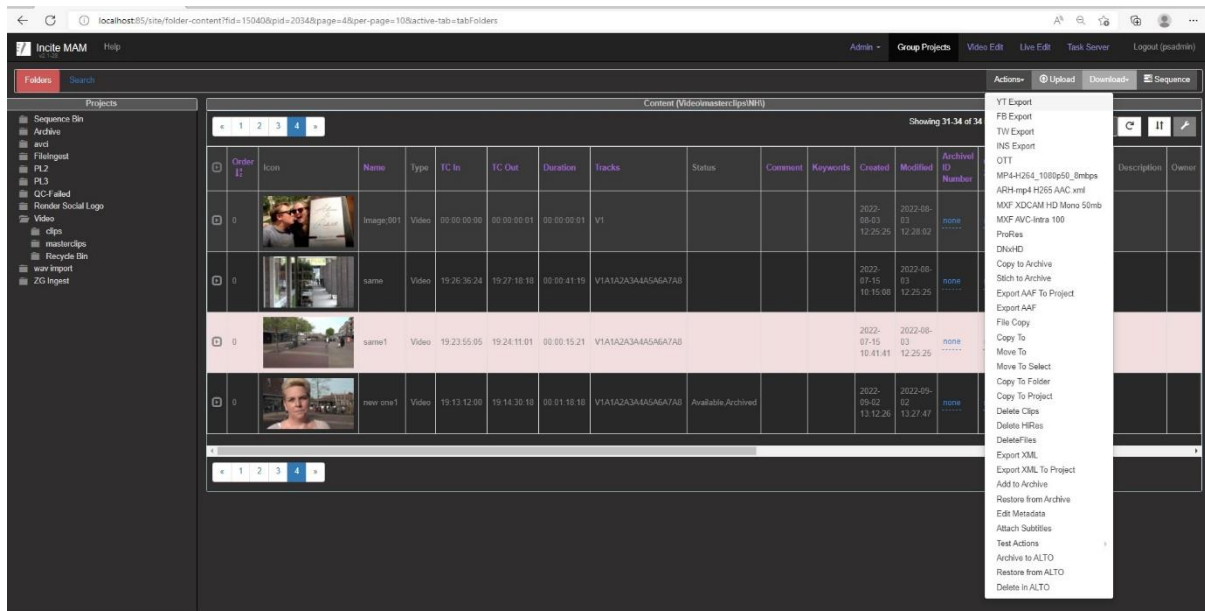 localhost:85/site/folder-content?fid=15040&pid=2034&page=4&per-page=10&active-tab=tabFolders
Incite MAM Help Admin Group Projects Video Edit Live Edit Task Server Logout (psadmin)
Folders Search Actions Upload Download Sequence
Projects
Sequence Bin
Archive
avci
FileIngest
PL2
PL3
QC-Failed
Render Social Logo
Video
clips
masterclips
Recycle Bin
wav import
ZG Ingest
Content (Video\masterclips\NH\)
« 1 2 3 4 » Showing 31-34 of 34
Order Icon Name Type TC In TC Out Duration Tracks Status Comment Keywords Created Modified Archivel ID Number Description Owner
0 Image;001 Video 00:00:00:00 00:00:00:01 00:00:00:01 V1 2022-08-03 12:25:25 2022-08-03 12:28:02 none
0 same Video 19:26:36:24 19:27:18:18 00:00:41:19 V1A1A2A3A4A5A6A7A8 2022-07-15 10:15:08 2022-08-03 12:25:25 none
0 same1 Video 19:23:55:05 19:24:11:01 00:00:15:21 V1A1A2A3A4A5A6A7A8 2022-07-15 10:41:41 2022-08-03 12:25:25 none
0 new one1 Video 19:13:12:00 19:14:30:18 00:01:18:18 V1A1A2A3A4A5A6A7A8 Available,Archived 2022-09-02 13:12:26 2022-09-02 13:27:47 none
« 1 2 3 4 »
YT Export
FB Export
TW Export
INS Export
OTT
MP4-H264_1080p50_8mbps
ARH-mp4 H265 AAC.xml
MXF XDCAM HD Mono 50mb
MXF AVC-Intra 100
ProRes
DNxHD
Copy to Archive
Stich to Archive
Export AAF To Project
Export AAF
File Copy
Copy To
Move To
Move To Select
Copy To Folder
Copy To Project
Delete Clips
Delete HiRes
DeleteFiles
Export XML
Export XML To Project
Add to Archive
Restore from Archive
Edit Metadata
Attach Subtitles
Test Actions
Archive to ALTO
Restore from ALTO
Delete in ALTO